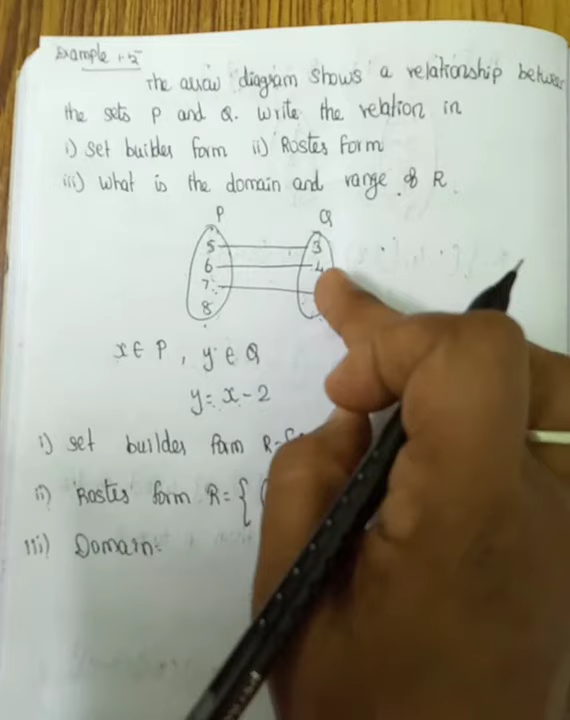 Example 1.5
The arrow diagram shows a relationship between
the sets P and Q. Write the relation in
i) set builder form ii) Roster Form
iii) what is the domain and range of R.
P Q
5 3
6 4
7
8
x ∈ P, y ∈ Q
y = x - 2
i) set builder form R = {
ii) Roster form R = { (
iii) Domain =